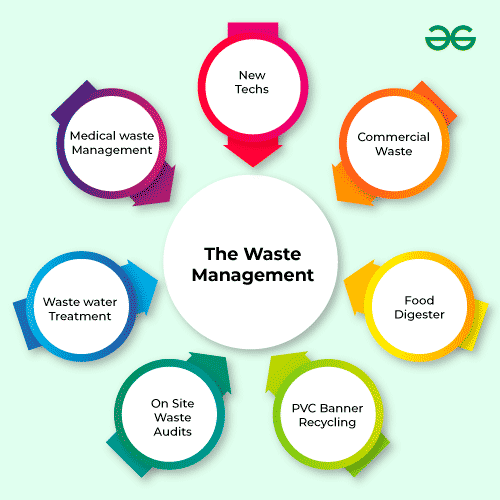 New
Techs
Medical waste
Management
Commercial
Waste
The Waste
Management
Waste water
Treatment
Food
Digester
On Site
Waste
Audits
PVC Banner
Recycling